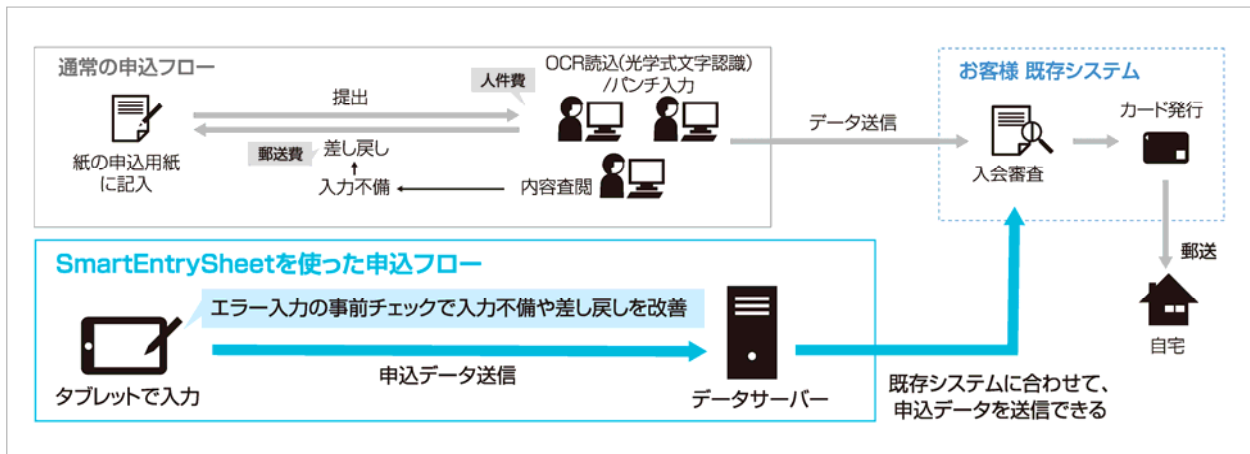 通常の申込フロー
紙の申込用紙
に記入
提出
人件費
OCR読込(光学式文字認識)
/パンチ入力
郵送費
差し戻し
入力不備
内容査閲
データ送信
お客様 既存システム
入会審査
カード発行
郵送
自宅
SmartEntrySheetを使った申込フロー
エラー入力の事前チェックで入力不備や差し戻しを改善
タブレットで入力
申込データ送信
データサーバー
既存システムに合わせて、
申込データを送信できる